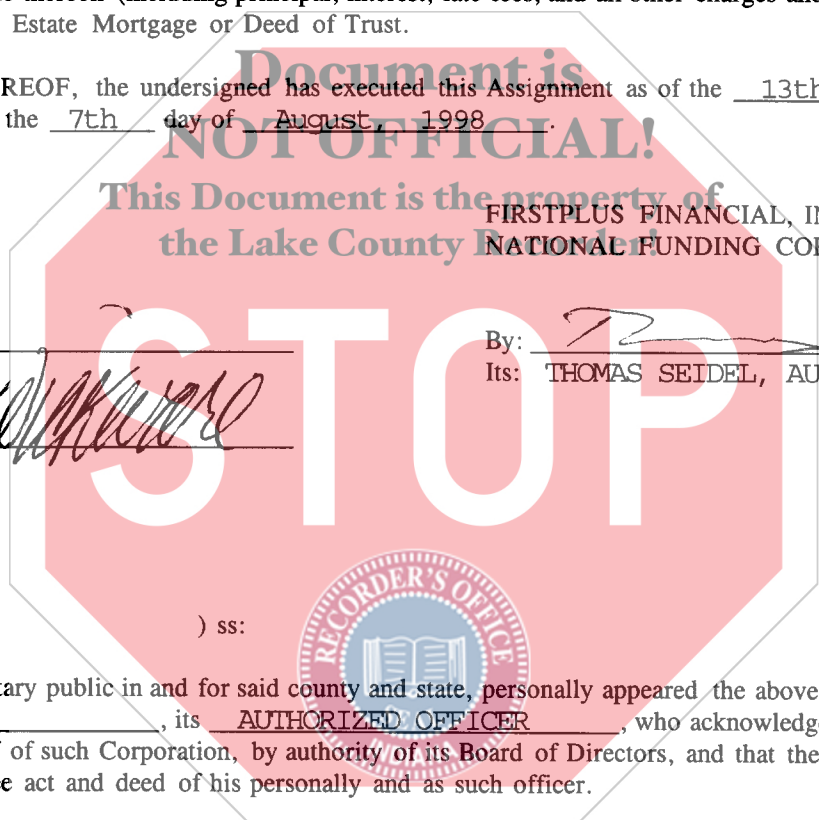 Estate Mortgage or Deed of Trust.
REOF, the undersigned has executed this Assignment as of the 13th
the 7th day of August, 1998.
Document is
NOT OFFICIAL!
This Document is the property of
the Lake County Recorder!
FIRSTPLUS FINANCIAL, IN
NATIONAL FUNDING COR
STOP
By:
Its: THOMAS SEIDEL, AU
) ss:
RECORDER'S OFFICE
tary public in and for said county and state, personally appeared the above
, its AUTHORIZED OFFICER, who acknowledge
of such Corporation, by authority of its Board of Directors, and that the
e act and deed of his personally and as such officer.